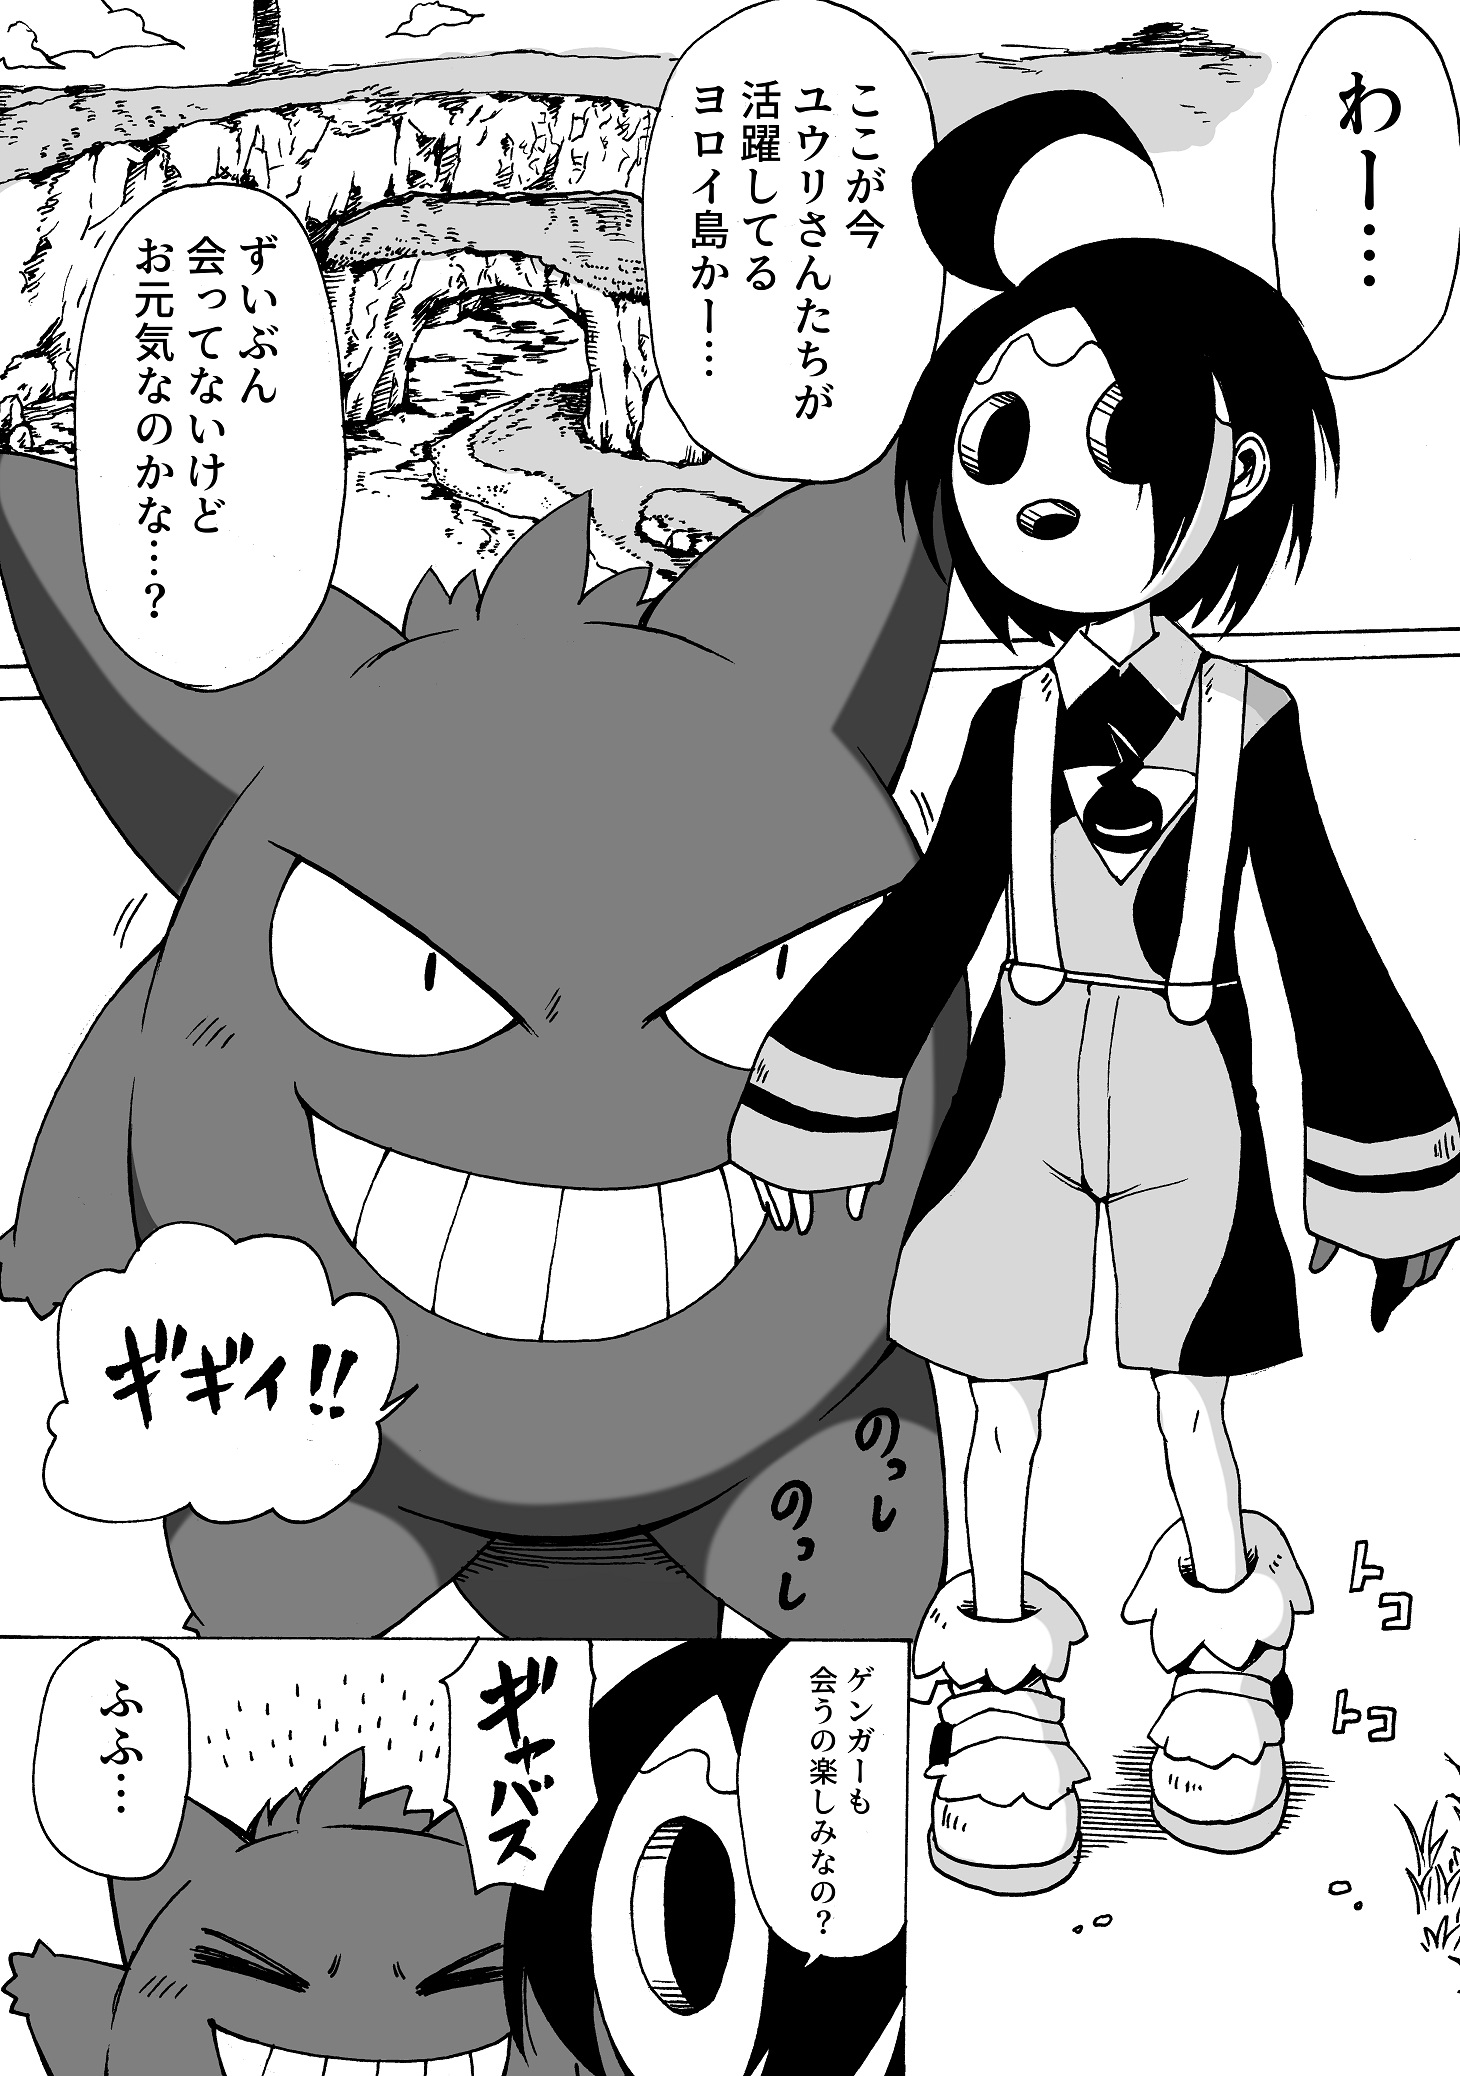 わー…
ここが今
ユウリさんたちが
活躍してる
ヨロイ島かー…
ずいぶん
会ってないけど
お元気なのかな…？
ギギィ!!
のっし
のっし
トコ
トコ
ゲンガーも
会うの楽しみなの？
ギャバス
ふふ…